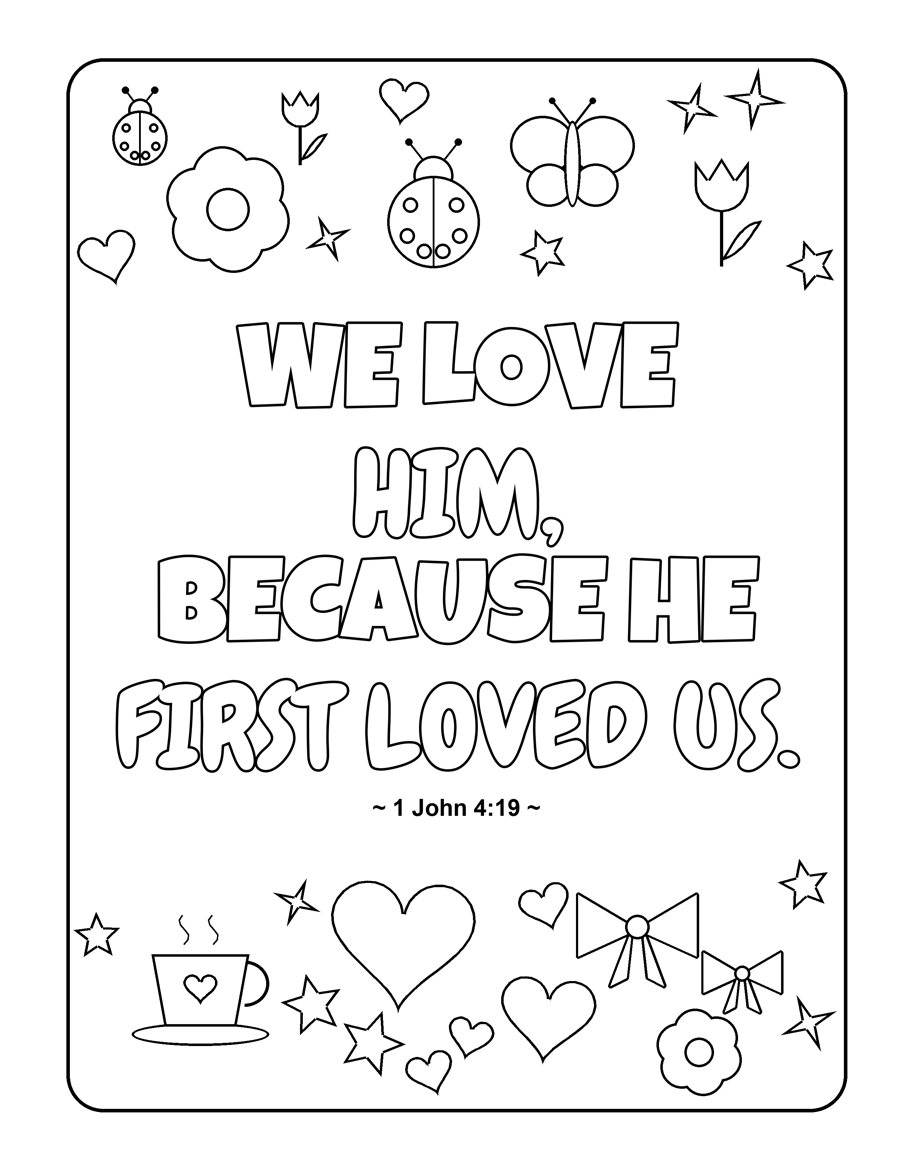 WE LOVE
HIM,
BECAUSE HE
FIRST LOVED US.
~ 1 John 4:19 ~